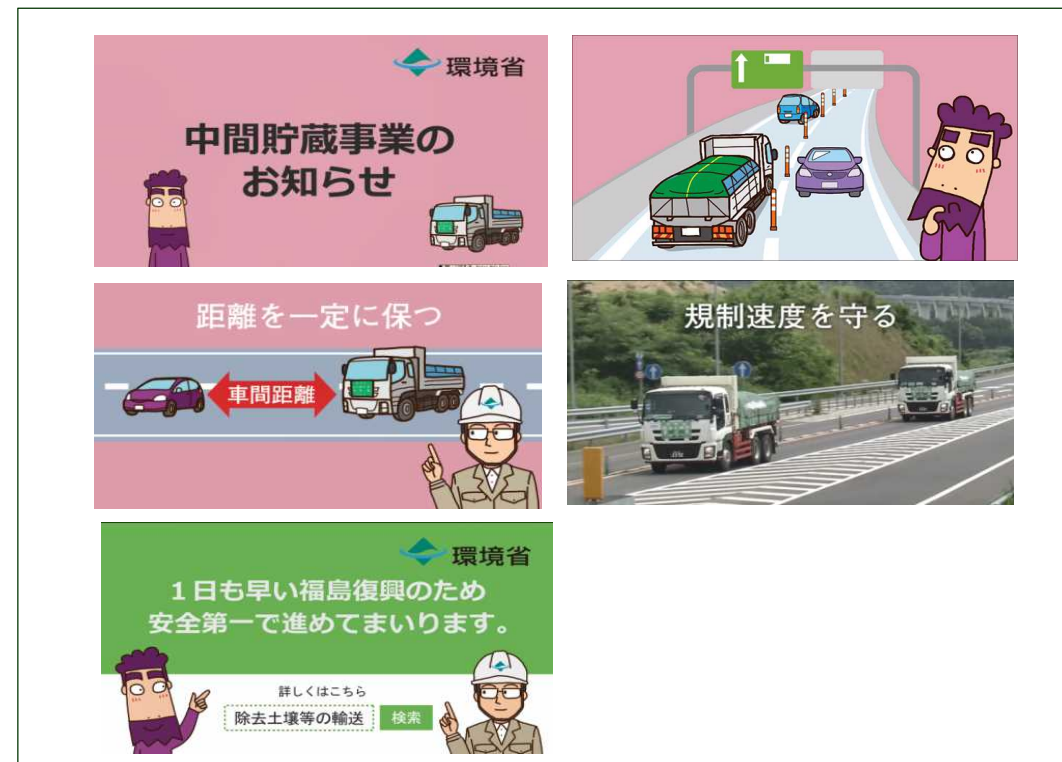 環境省
中間貯蔵事業の
お知らせ
距離を一定に保つ
車間距離
規制速度を守る
環境省
１日も早い福島復興のため
安全第一で進めてまいります。
詳しくはこちら
除去土壌等の輸送 検索